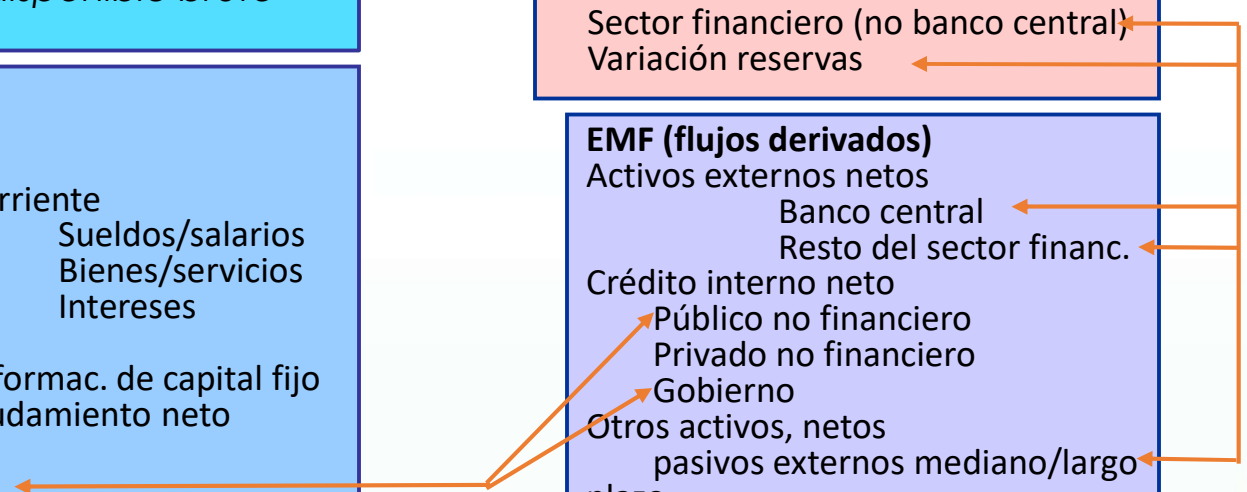 Sector financiero (no banco central)
Variación reservas
rriente
Sueldos/salarios
Bienes/servicios
Intereses
formac. de capital fijo
udamiento neto
EMF (flujos derivados)
Activos externos netos
Banco central
Resto del sector financ.
Crédito interno neto
Público no financiero
Privado no financiero
Gobierno
Otros activos, netos
pasivos externos mediano/largo